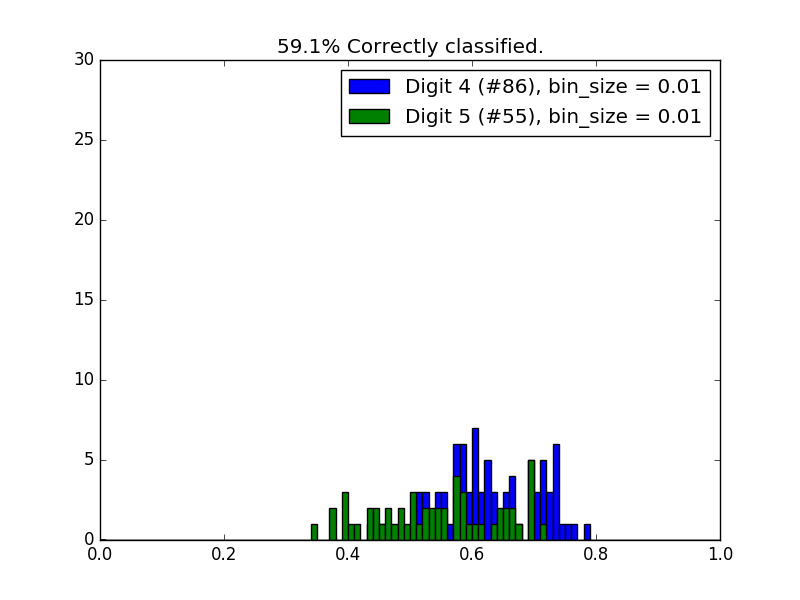 59.1% Correctly classified.
30
Digit 4 (#86), bin_size = 0.01
Digit 5 (#55), bin_size = 0.01
25
20
15
10
5
0
0.0 0.2 0.4 0.6 0.8 1.0